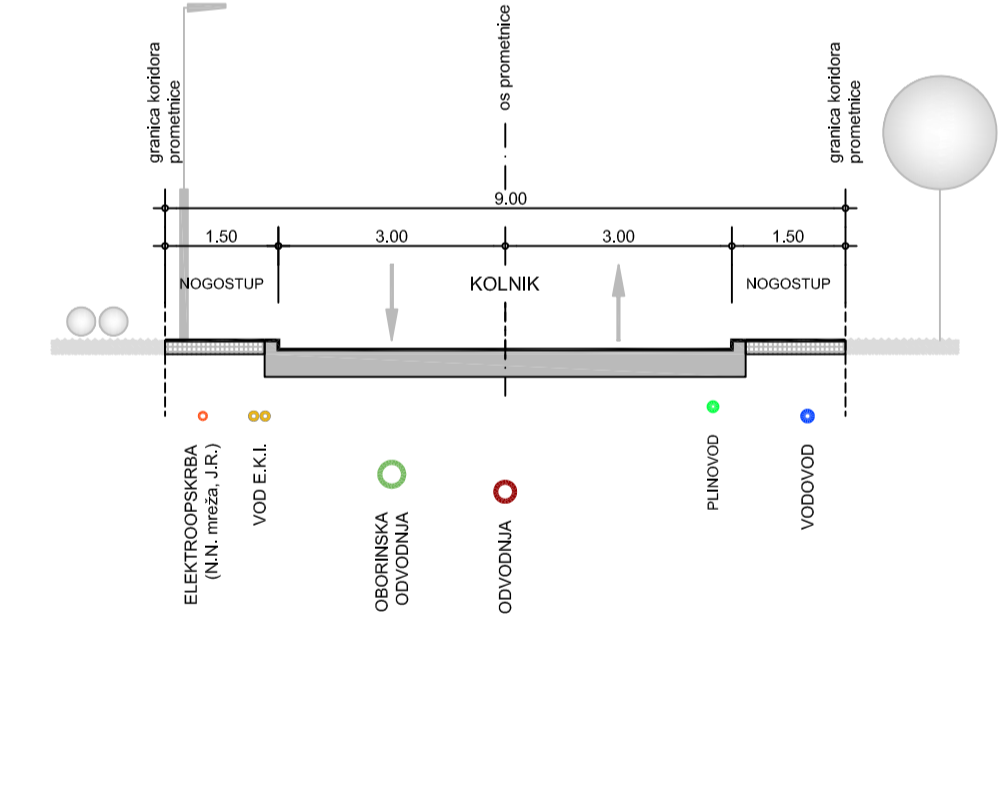 granica koridora
prometnice
os prometnice
granica koridora
prometnice
9.00
1.50
3.00
3.00
1.50
NOGOSTUP
KOLNIK
NOGOSTUP
ELEKTROOPSKRBA
(N.N. mreža, J.R.)
VOD E.K.I.
OBORINSKA
ODVODNJA
ODVODNJA
PLINOVOD
VODOVOD